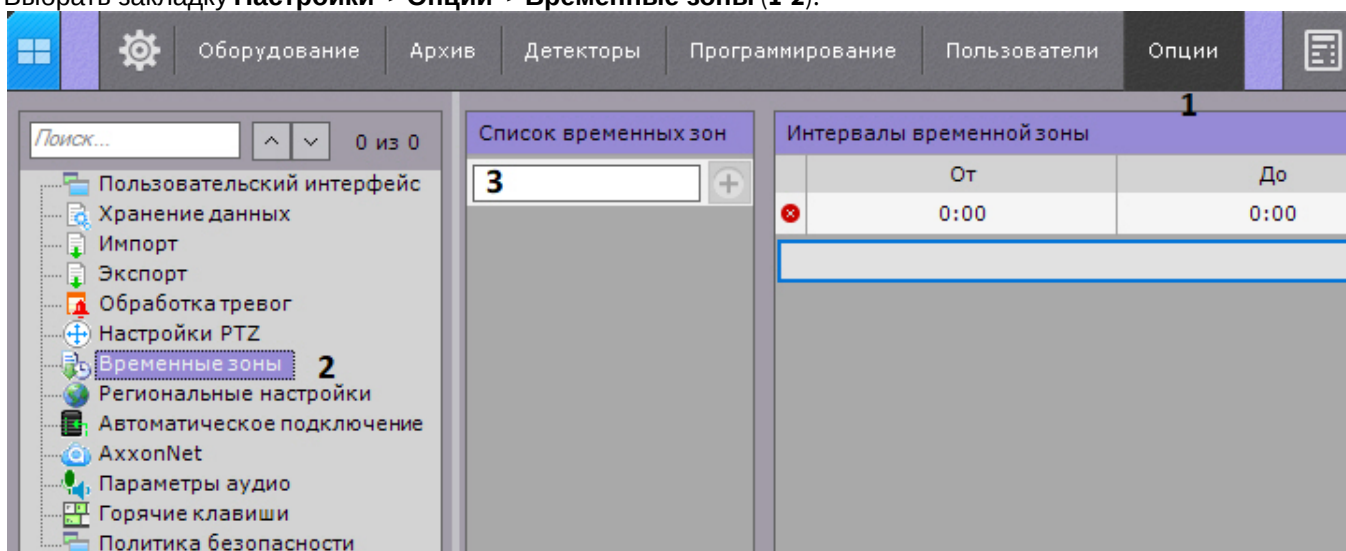 Выбрать закладку Настройки -> Опции -> Временные зоны (1-2).
Оборудование Архив Детекторы Программирование Пользователи Опции
1
Поиск... 0 из 0
Пользовательский интерфейс
Хранение данных
Импорт
Экспорт
Обработка тревог
Настройки PTZ
Временные зоны 2
Региональные настройки
Автоматическое подключение
AxxonNet
Параметры аудио
Горячие клавиши
Политика безопасности
Список временных зон
3
Интервалы временной зоны
От До
0:00 0:00